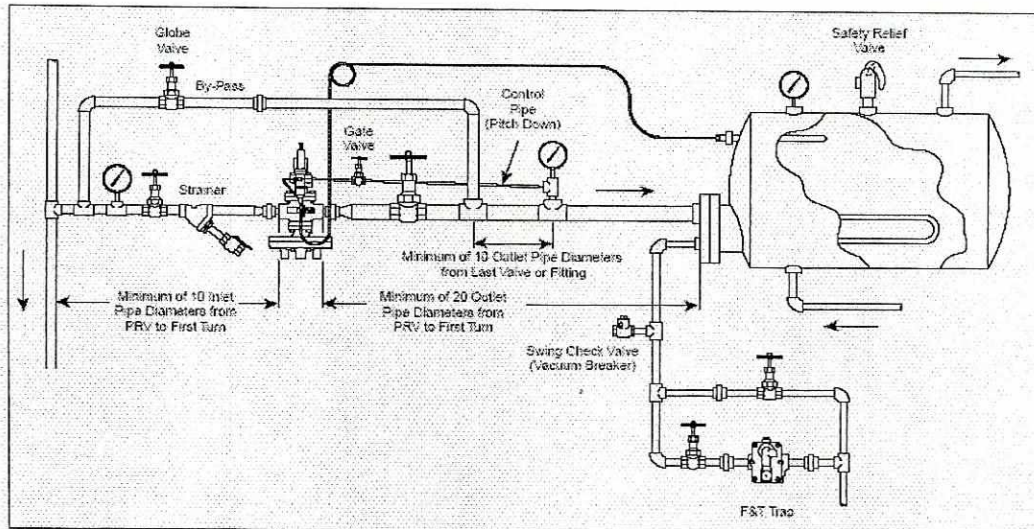 Globe
Valve
By-Pass
Safety Relief
Valve
Control
Pipe
(Pitch Down)
Gate
Valve
Strainer
Minimum of 10 Outlet Pipe Diameters
from Last Valve or Fitting
Minimum of 10 Inlet
Pipe Diameters from
PRV to First Turn
Minimum of 20 Outlet
Pipe Diameters from
PRV to First Turn
Swing Check Valve
(Vacuum Breaker)
F&T Trap